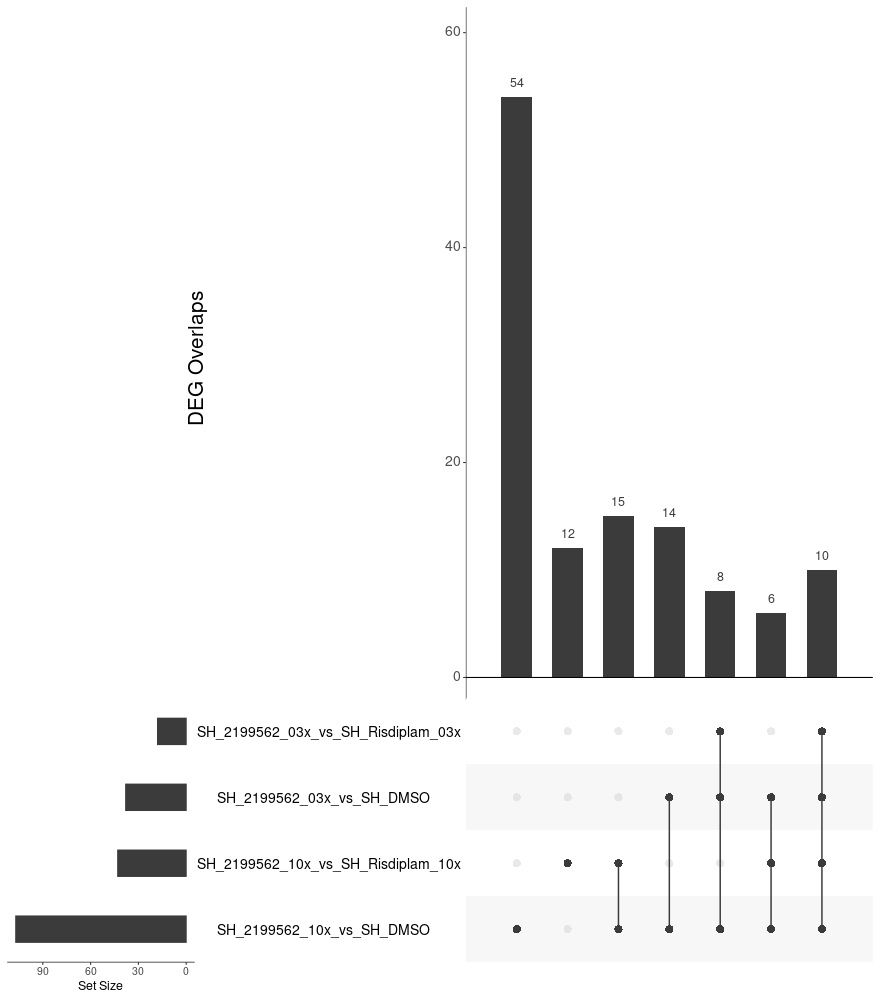 60
54
40
DEG Overlaps
20
15
14
12
10
8
6
0
SH_2199562_03x_vs_SH_Risdiplam_03x
SH_2199562_03x_vs_SH_DMSO
SH_2199562_10x_vs_SH_Risdiplam_10x
SH_2199562_10x_vs_SH_DMSO
90 60 30 0
Set Size